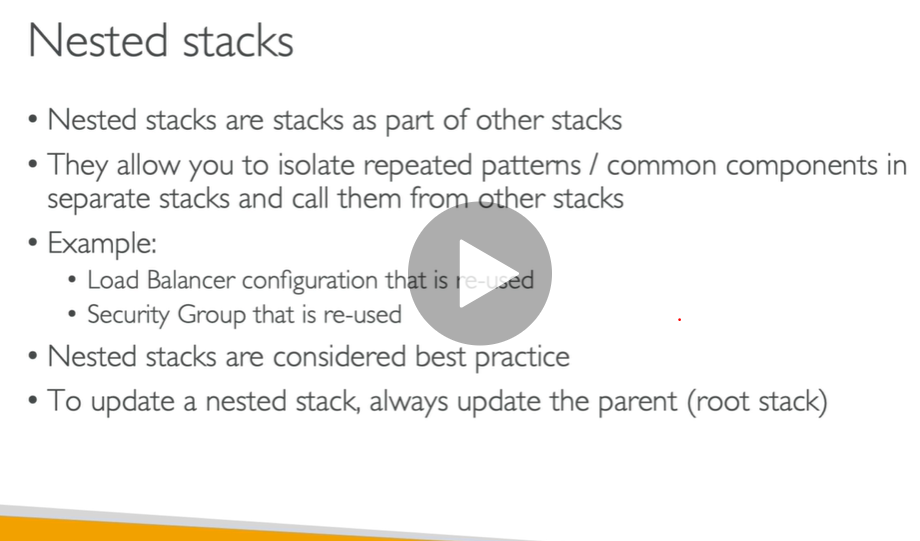 Nested stacks
• Nested stacks are stacks as part of other stacks
• They allow you to isolate repeated patterns / common components in
separate stacks and call them from other stacks
• Example:
• Load Balancer configuration that is re-used
• Security Group that is re-used
• Nested stacks are considered best practice
• To update a nested stack, always update the parent (root stack)